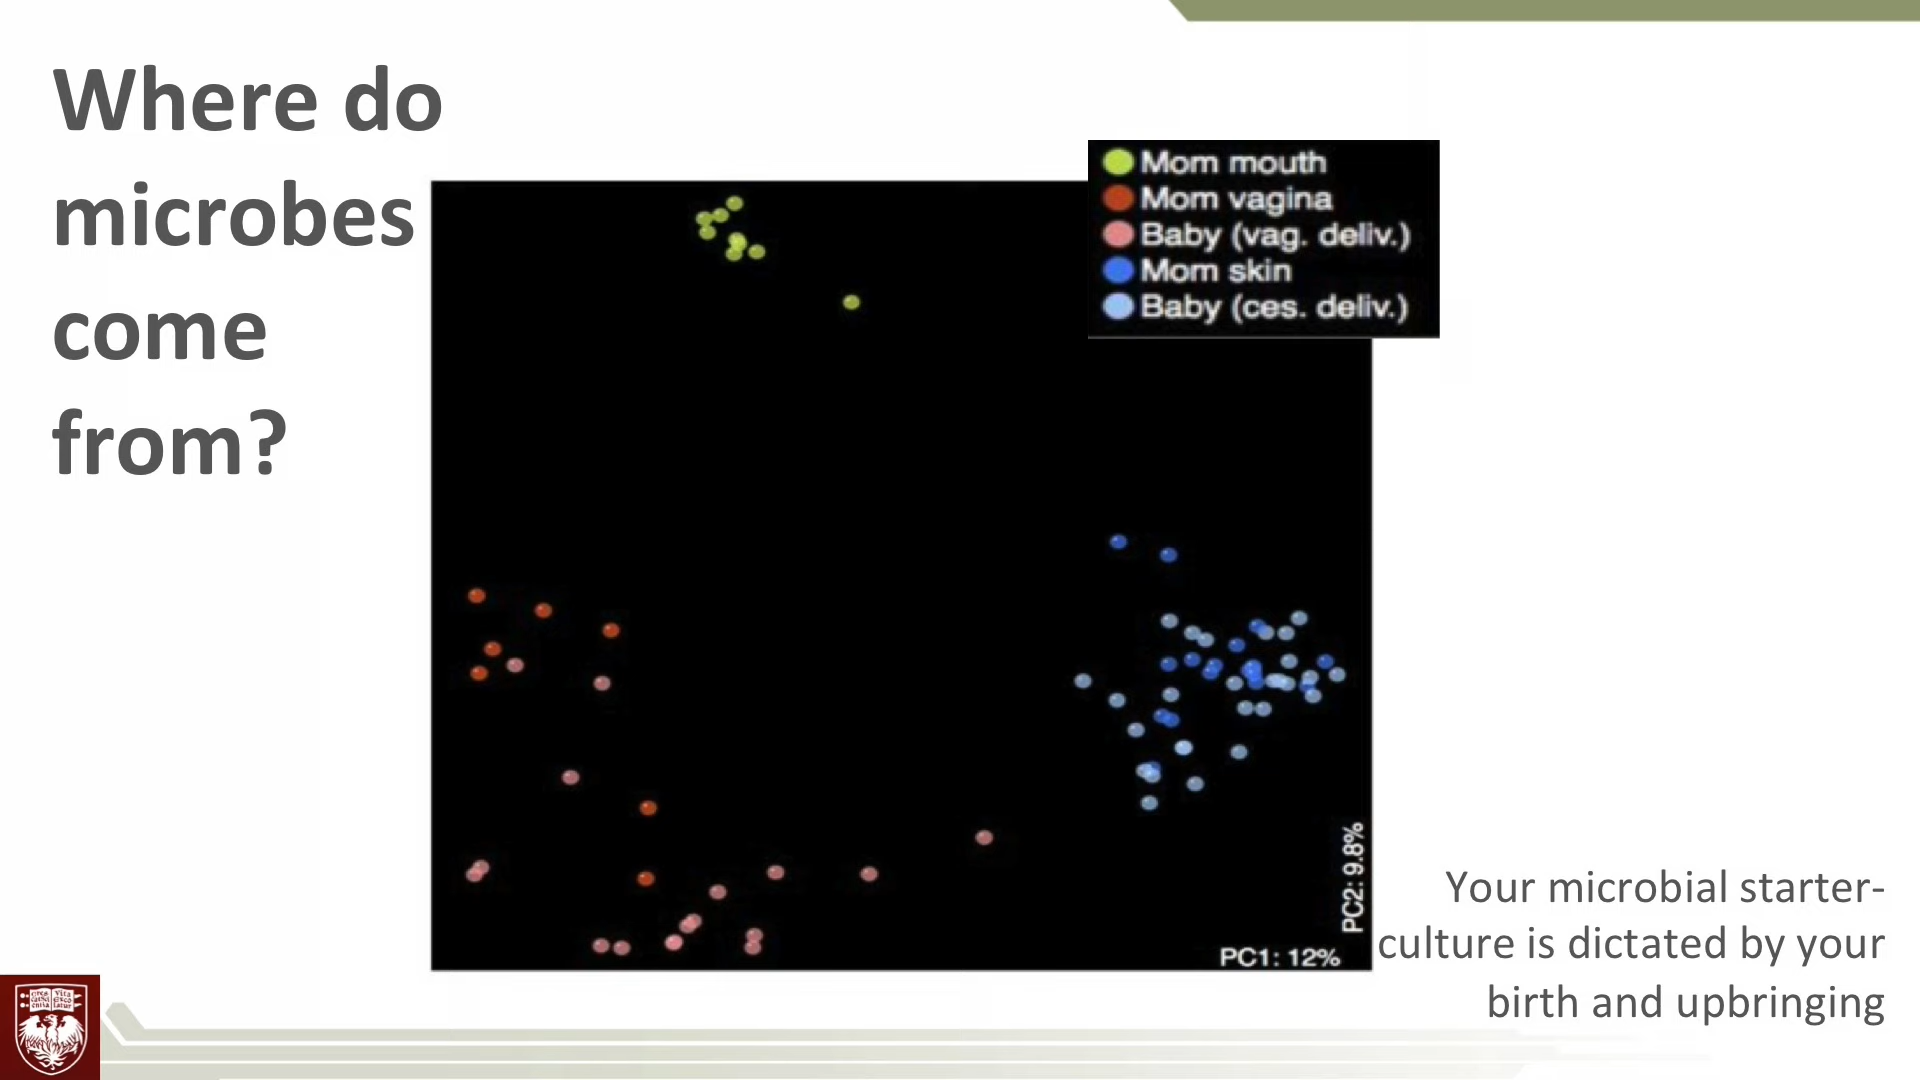 Where do
microbes
come
from?
Mom mouth
Mom vagina
Baby (vag. deliv.)
Mom skin
Baby (ces. deliv.)
PC2: 9.8%
PC1: 12%
Your microbial starter-
culture is dictated by your
birth and upbringing